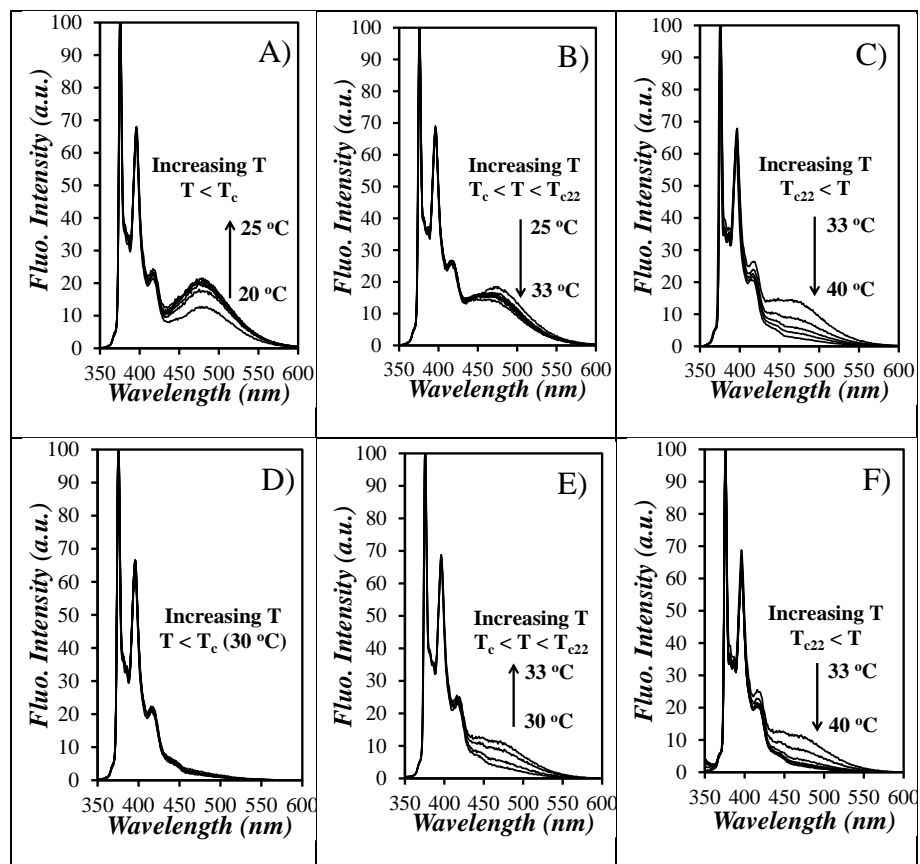 A)
Fluo. Intensity (a.u.)
100
90
80
70
60
50
40
30
20
10
0
Increasing T
T < Tc
25 oC
20 oC
350 400 450 500 550 600
Wavelength (nm)
B)
Fluo. Intensity (a.u.)
100
90
80
70
60
50
40
30
20
10
0
Increasing T
Tc < T < Tc22
25 oC
33 oC
350 400 450 500 550 600
Wavelength (nm)
C)
Fluo. Intensity (a.u.)
100
90
80
70
60
50
40
30
20
10
0
Increasing T
Tc22 < T
33 oC
40 oC
350 400 450 500 550 600
Wavelength (nm)
D)
Fluo. Intensity (a.u.)
100
90
80
70
60
50
40
30
20
10
0
Increasing T
T < Tc (30 oC)
350 400 450 500 550 600
Wavelength (nm)
E)
Fluo. Intensity (a.u.)
100
90
80
70
60
50
40
30
20
10
0
Increasing T
Tc < T < Tc22
33 oC
30 oC
350 400 450 500 550 600
Wavelength (nm)
F)
Fluo. Intensity (a.u.)
100
90
80
70
60
50
40
30
20
10
0
Increasing T
Tc22 < T
33 oC
40 oC
350 400 450 500 550 600
Wavelength (nm)